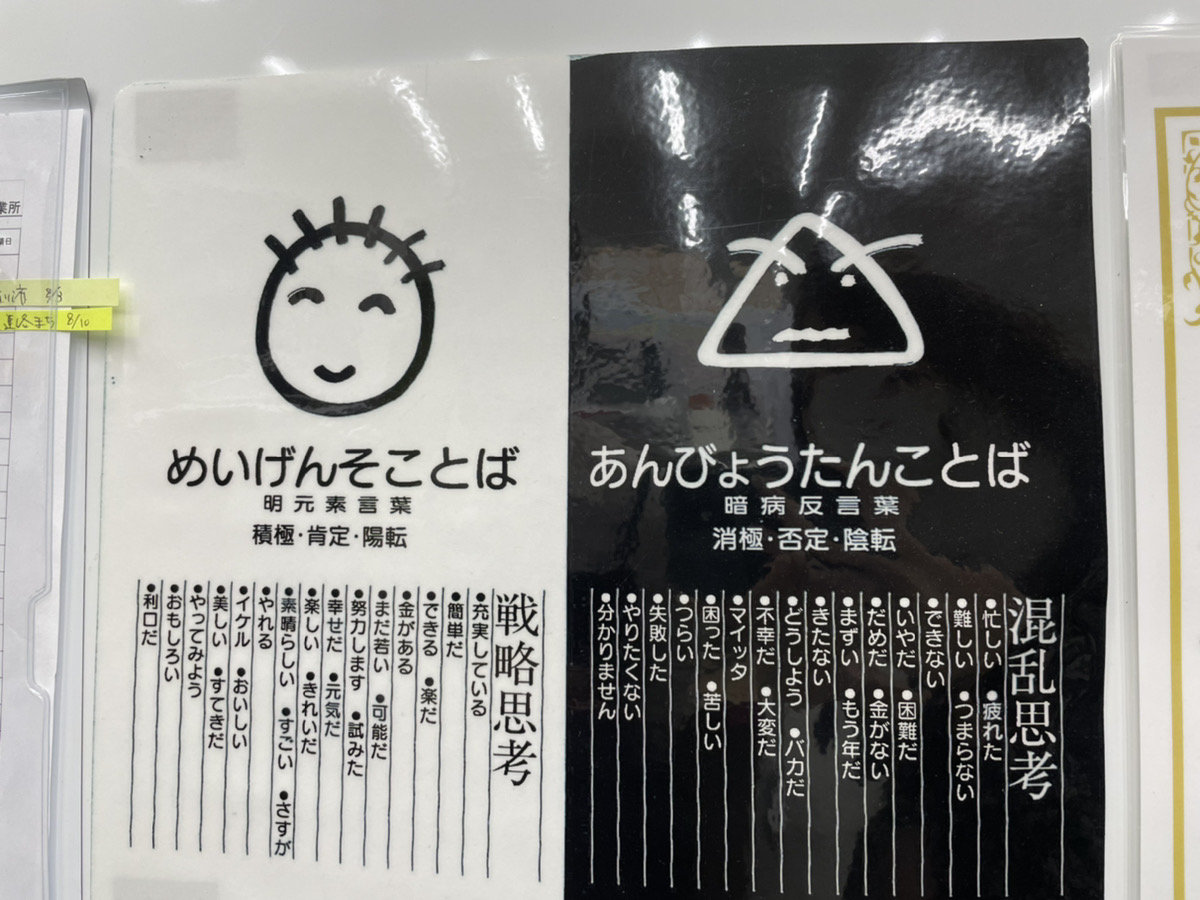 業所
曜日
8/3
8/10
めいげんそことば
明元素言葉
積極・肯定・陽転
戦略思考
●充実している
●簡単だ
●できる ●楽だ
●金がある
●まだ若い ●可能だ
●努力します ●試みた
●幸せだ ●元気だ
●楽しい ●きれいだ
●素晴らしい ●すごい ●さすが
●やれる
●イケル ●おいしい
●美しい ●すてきだ
●やってみよう
●おもしろい
●利口だ
あんびょうたんことば
暗病反言葉
消極・否定・陰転
混乱思考
●忙しい ●疲れた
●難しい ●つまらない
●できない
●いやだ ●困難だ
●だめだ ●金がない
●まずい ●もう年だ
●きたない
●どうしよう ●バカだ
●不幸だ ●大変だ
●マイッタ
●困った ●苦しい
●つらい
●失敗した
●やりたくない
●分かりません